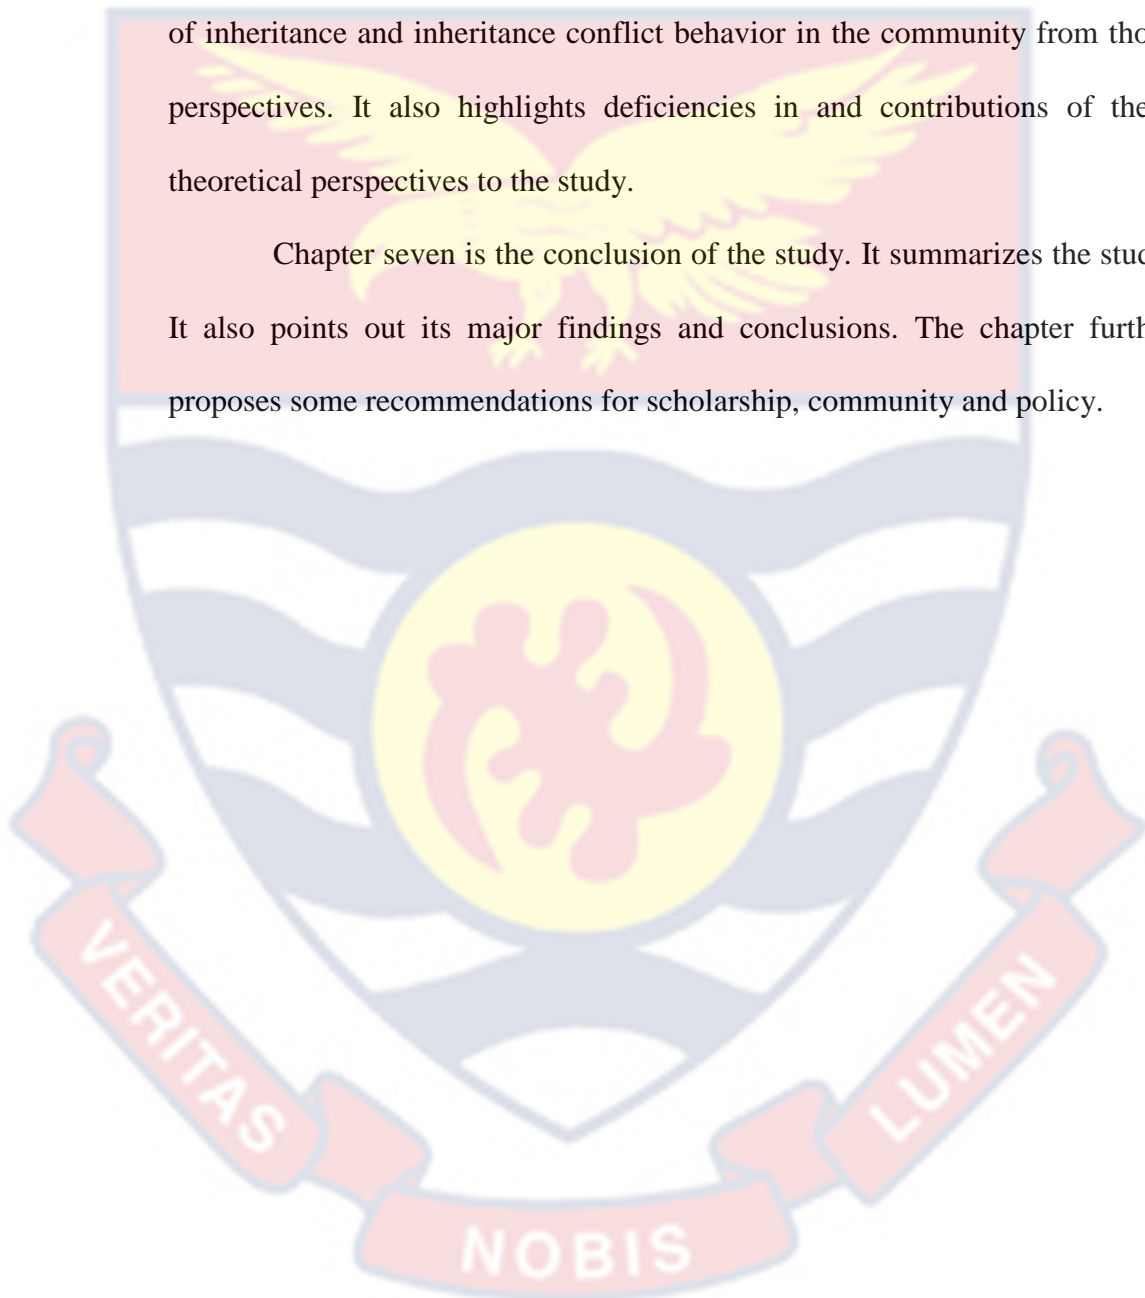 of inheritance and inheritance conflict behavior in the community from tho
perspectives. It also highlights deficiencies in and contributions of the
theoretical perspectives to the study.
Chapter seven is the conclusion of the study. It summarizes the stud
It also points out its major findings and conclusions. The chapter furth
proposes some recommendations for scholarship, community and policy.
VERITAS
NOBIS
LUMEN